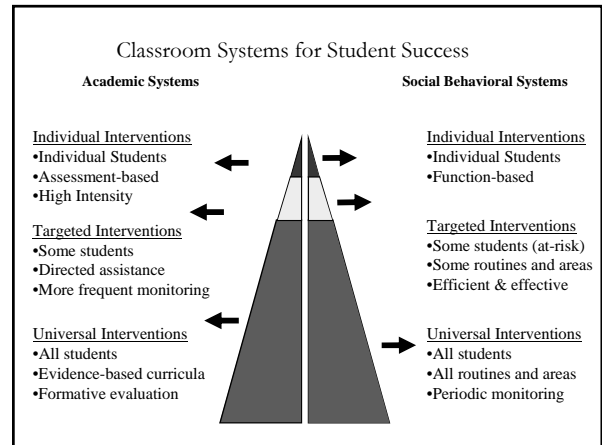 Classroom Systems for Student Success
Academic Systems
Individual Interventions
•Individual Students
•Assessment-based
•High Intensity
Targeted Interventions
•Some students
•Directed assistance
•More frequent monitoring
Universal Interventions
•All students
•Evidence-based curricula
•Formative evaluation
Social Behavioral Systems
Individual Interventions
•Individual Students
•Function-based
Targeted Interventions
•Some students (at-risk)
•Some routines and areas
•Efficient & effective
Universal Interventions
•All students
•All routines and areas
•Periodic monitoring